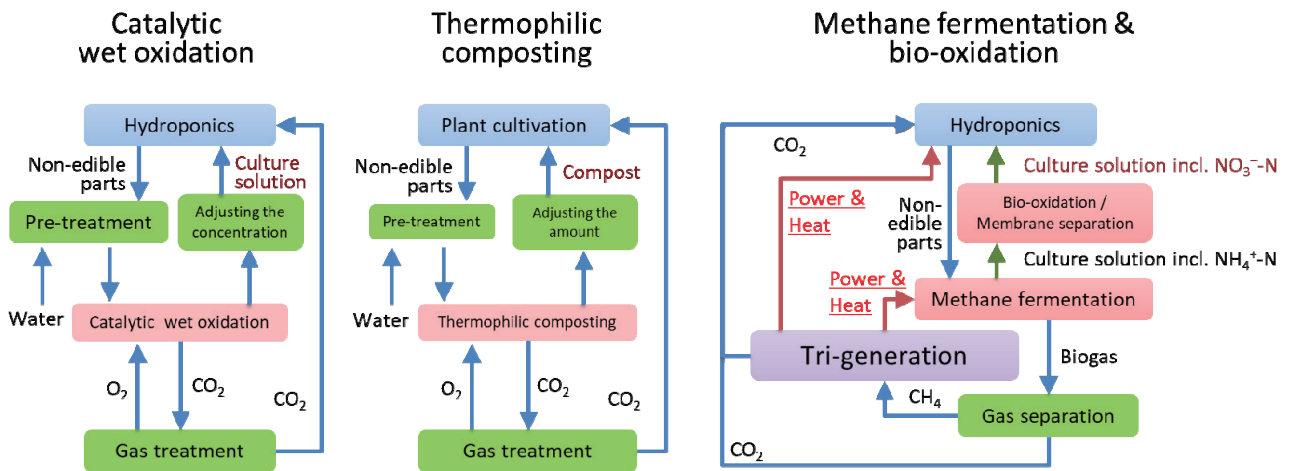 Catalytic
wet oxidation
Hydroponics
Non-edible
parts
Culture
solution
Pre-treatment
Adjusting the
concentration
Water
Catalytic wet oxidation
O₂
CO₂
CO₂
Gas treatment
Thermophilic
composting
Plant cultivation
Non-edible
parts
Compost
Pre-treatment
Adjusting the
amount
Water
Thermophilic composting
O₂
CO₂
CO₂
Gas treatment
Methane fermentation &
bio-oxidation
Hydroponics
CO₂
Culture solution incl. NO₃⁻-N
Power &
Heat
Non-
edible
parts
Bio-oxidation /
Membrane separation
Culture solution incl. NH₄⁺-N
Power &
Heat
Methane fermentation
Tri-generation
Biogas
CH₄
Gas separation
CO₂